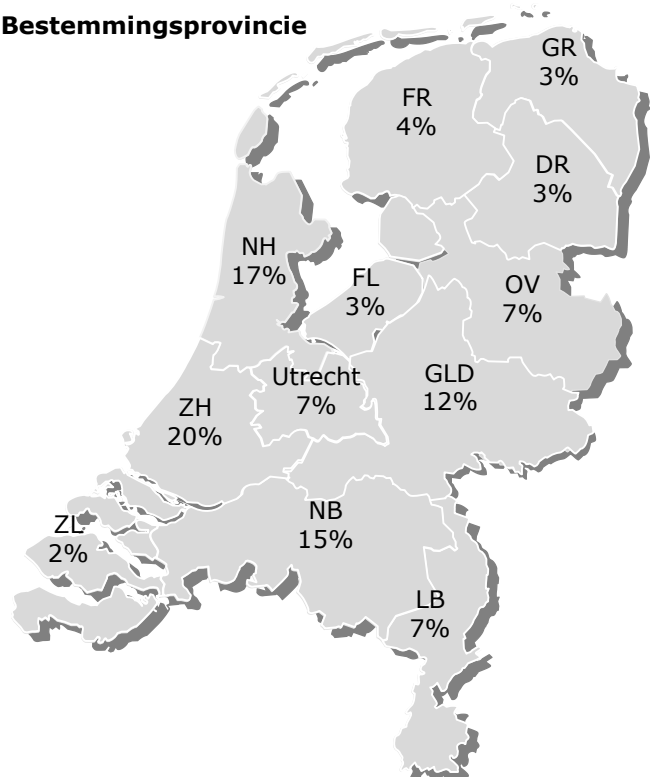 Bestemmingsprovincie
GR
3%
FR
4%
DR
3%
NH
17%
FL
3%
OV
7%
Utrecht
7%
GLD
12%
ZH
20%
NB
15%
ZL
2%
LB
7%